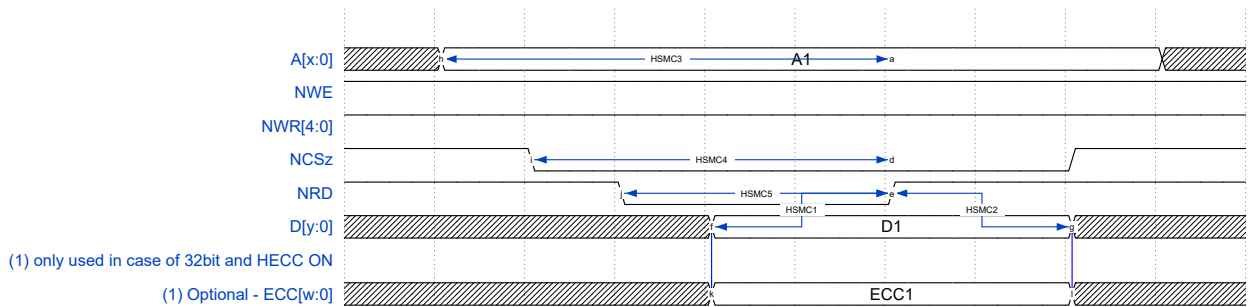 A[x:0] h HSMC3 A1 a
NWE
NWR[4:0]
NCSz i HSMC4 d
NRD j HSMC5 e
HSMC1 HSMC2
D[y:0] f D1 g
(1) only used in case of 32bit and HECC ON
(1) Optional - ECC[w:0] k ECC1 l